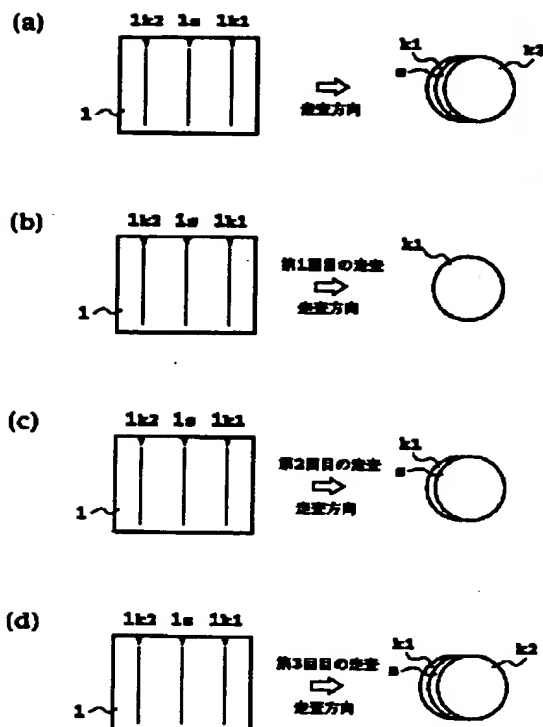 (a)
1k2 1s 1k1
k1
k2
s
1
走査方向
(b)
1k2 1s 1k1
第1回目の走査
k1
1
走査方向
(c)
1k2 1s 1k1
k1
第2回目の走査
s
1
走査方向
(d)
1k2 1s 1k1
k1
k2
第3回目の走査
s
1
走査方向